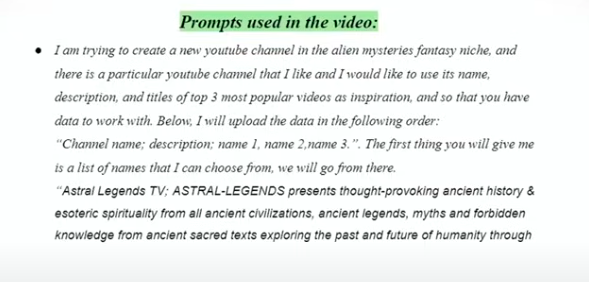 Prompts used in the video:
● I am trying to create a new youtube channel in the alien mysteries fantasy niche, and
there is a particular youtube channel that I like and I would like to use its name,
description, and titles of top 3 most popular videos as inspiration, and so that you have
data to work with. Below, I will upload the data in the following order:
"Channel name; description; name 1, name 2,name 3.". The first thing you will give me
is a list of names that I can choose from, we will go from there.
"Astral Legends TV; ASTRAL-LEGENDS presents thought-provoking ancient history &
esoteric spirituality from all ancient civilizations, ancient legends, myths and forbidden
knowledge from ancient sacred texts exploring the past and future of humanity through